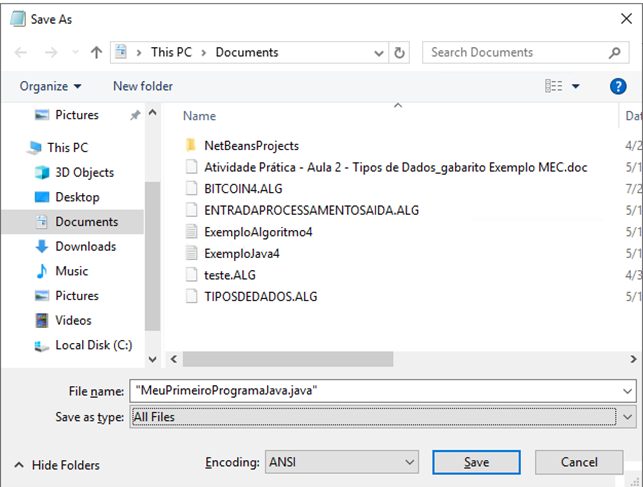 Save As
This PC > Documents
Search Documents
Organize
New folder
?
Pictures
This PC
3D Objects
Desktop
Documents
Downloads
Music
Pictures
Videos
Local Disk (C:)
Name
Dat
NetBeansProjects
4/2
Atividade Prática - Aula 2 - Tipos de Dados_gabarito Exemplo MEC.doc
5/1
BITCOIN4.ALG
7/2
ENTRADAPROCESSAMENTOSAIDA.ALG
5/1
ExemploAlgoritmo4
5/1
ExemploJava4
5/1
teste.ALG
4/3
TIPOSDEDADOS.ALG
5/1
File name: "MeuPrimeiroProgramaJava.java"
Save as type: All Files
Hide Folders
Encoding: ANSI
Save
Cancel